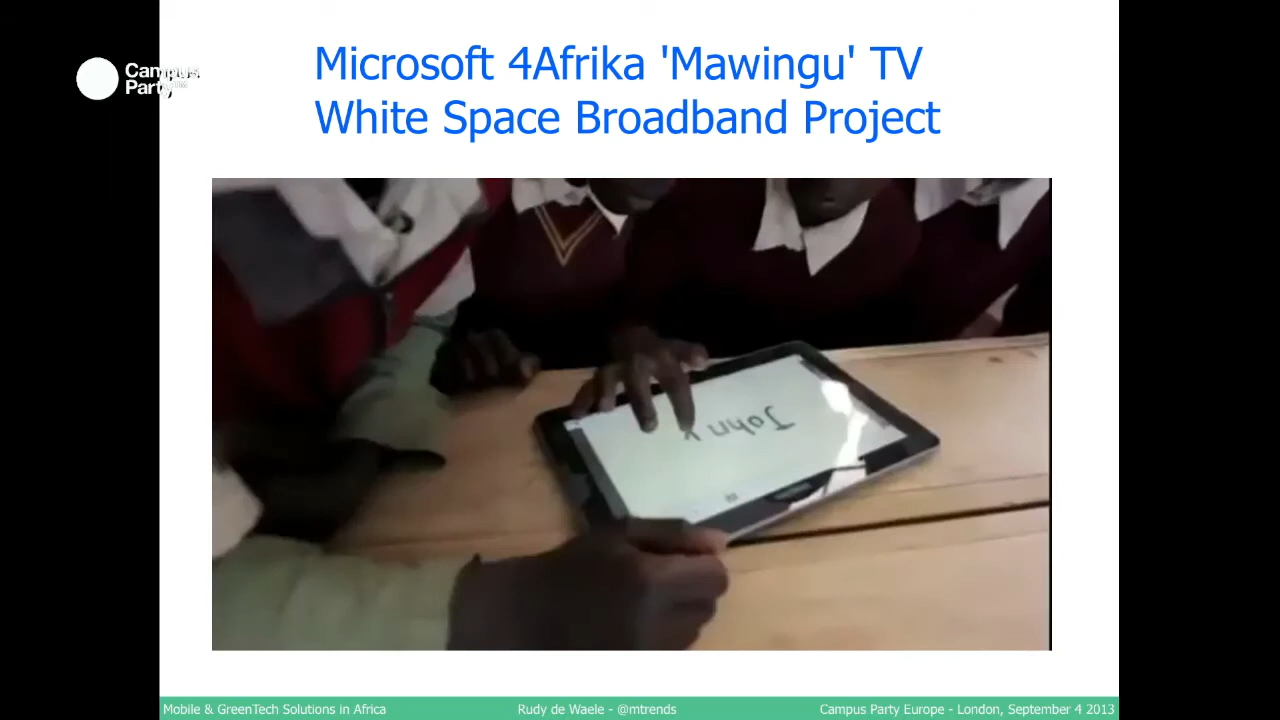 Campus
Party™
Microsoft 4Afrika 'Mawingu' TV
White Space Broadband Project
John
Mobile & GreenTech Solutions in Africa
Rudy de Waele - @mtrends
Campus Party Europe - London, September 4 2013